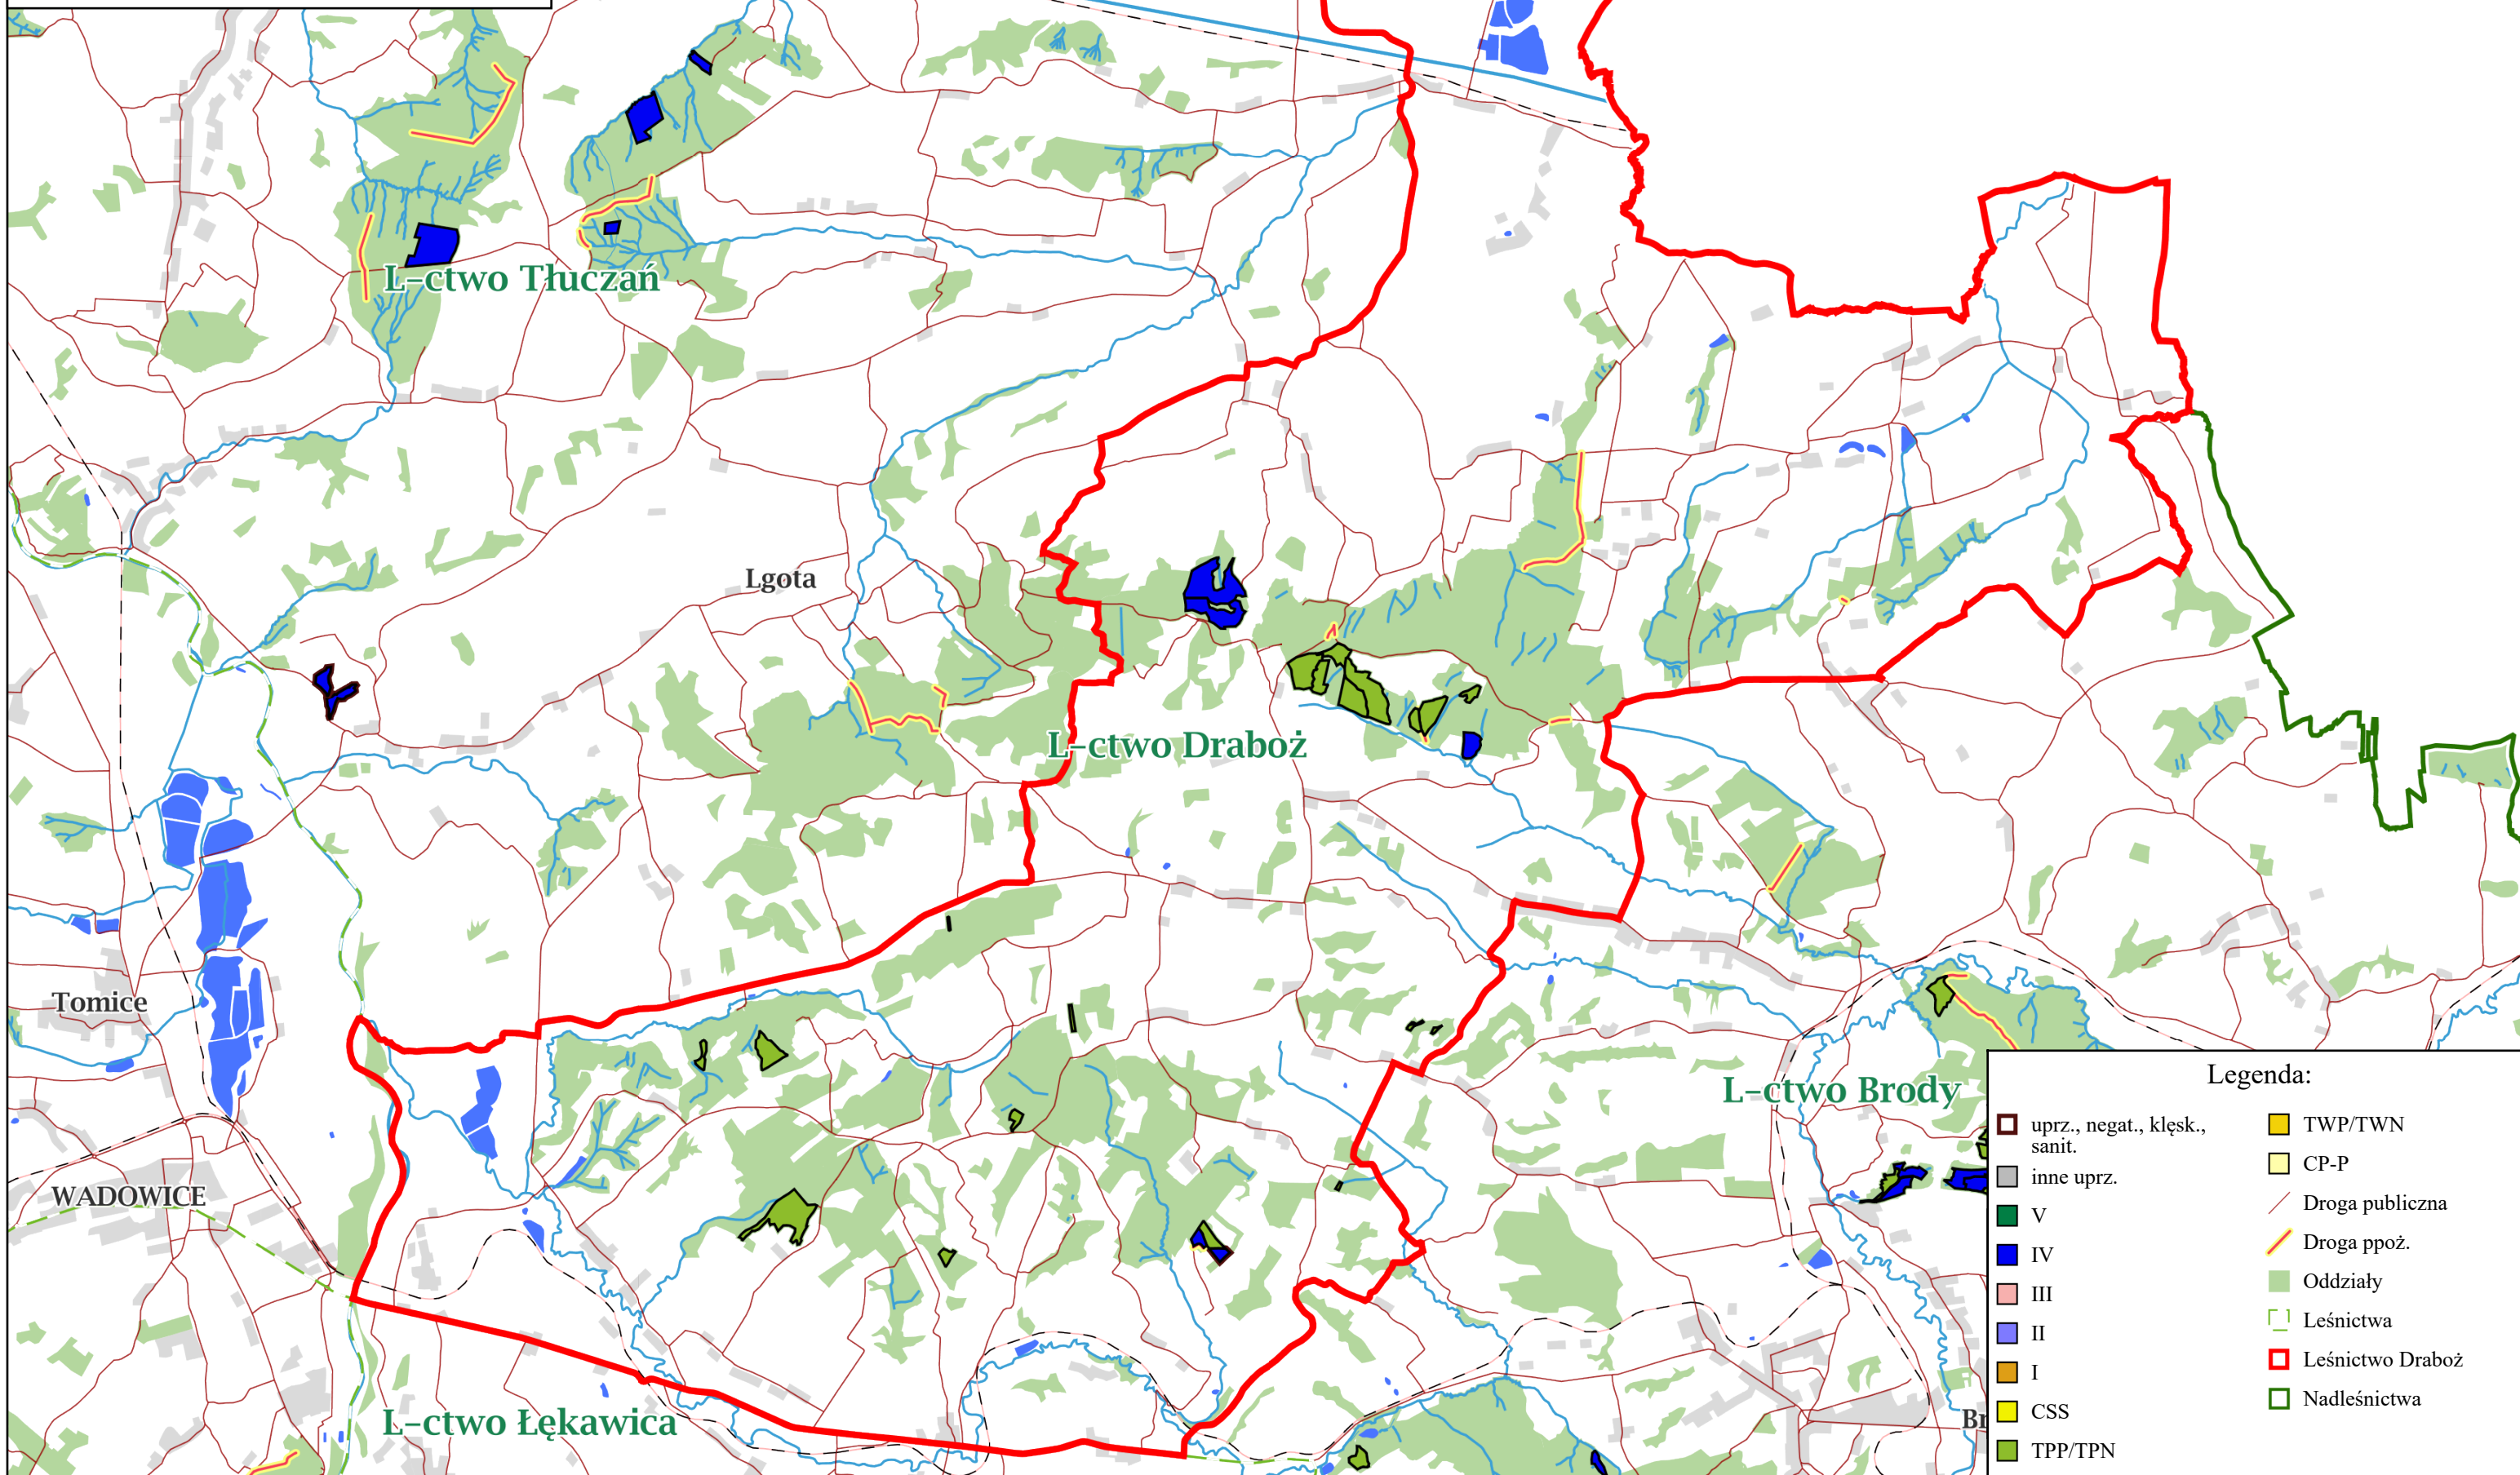 L–ctwo Tłuczań
Lgota
L–ctwo Draboż
Tomice
L–ctwo Brody
WADOWICE
L–ctwo Łękawica
Br
Legenda:
uprz., negat., klęsk.,
sanit.
inne uprz.
V
IV
III
II
I
CSS
TPP/TPN
TWP/TWN
CP-P
Droga publiczna
Droga ppoż.
Oddziały
Leśnictwa
Leśnictwo Draboż
Nadleśnictwa